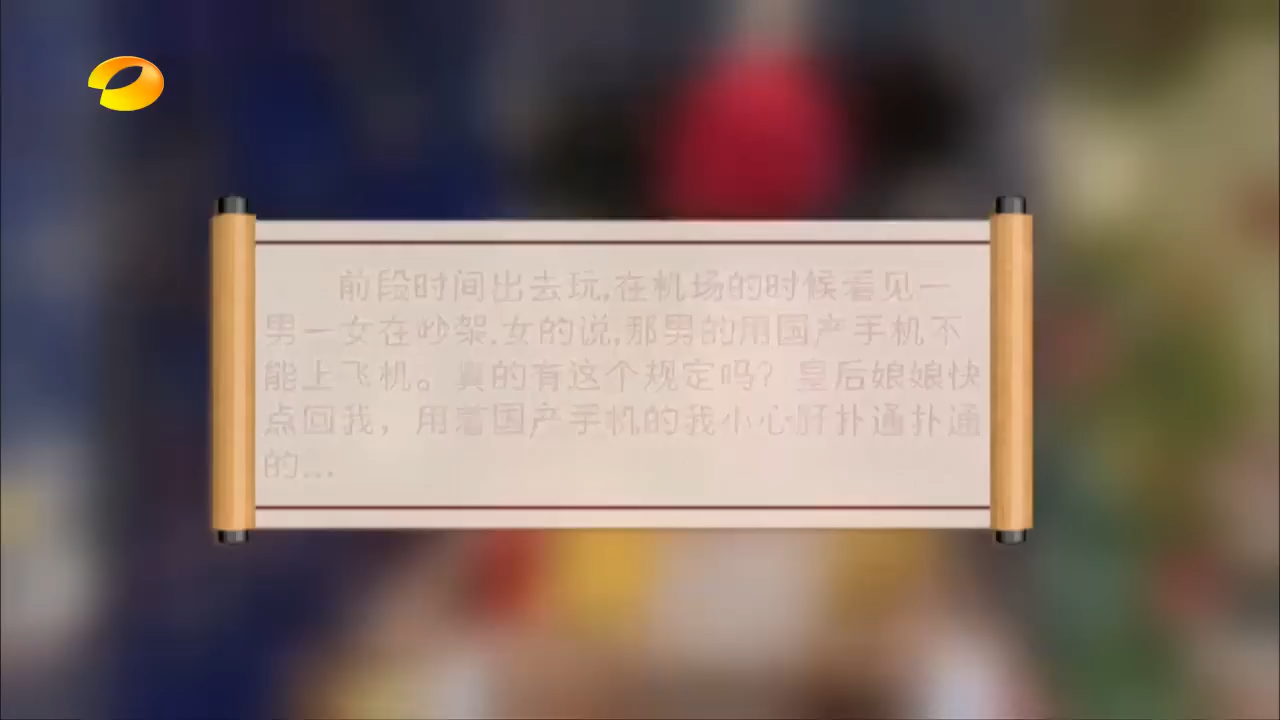 前段时间出去玩,在机场的时候看见一
男一女在吵架,女的说,那男的用国产手机不
能上飞机。真的有这个规定吗？皇后娘娘快
点回我，用着国产手机的我小心肝扑通扑通
的...